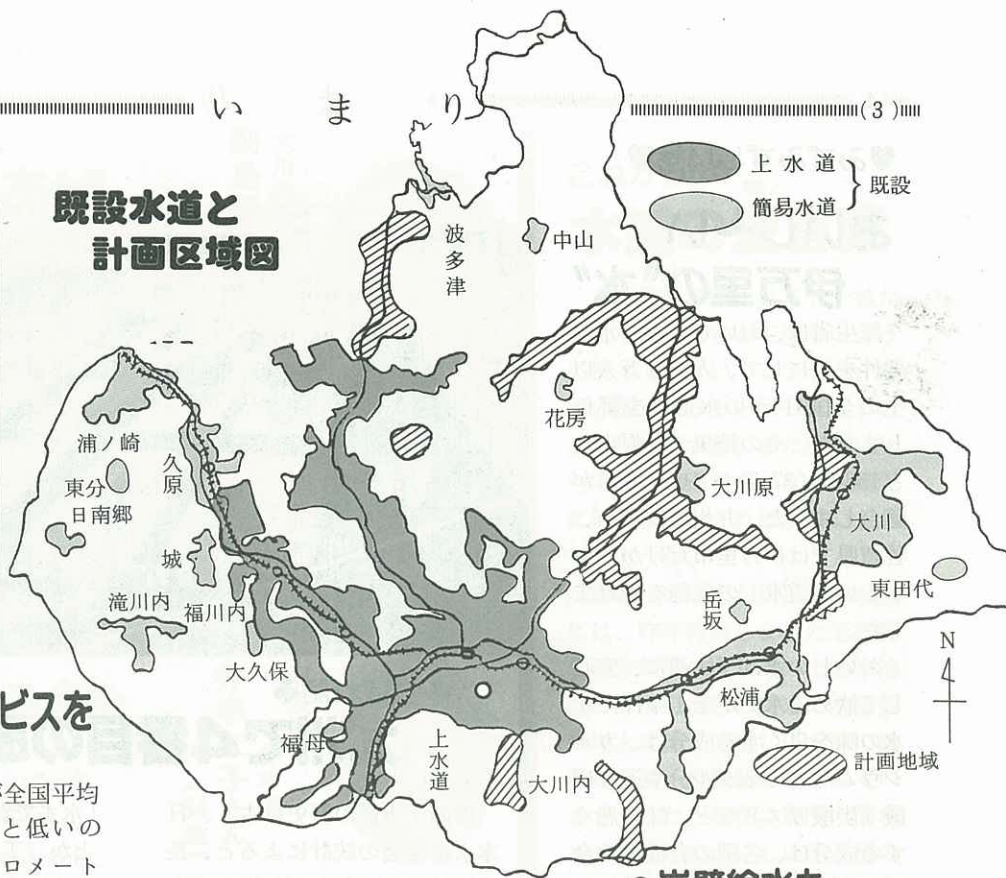 い ま り
(3)
既設水道と
計画区域図
上水道
簡易水道
既設
波多津
中山
花房
大川原
大川
東田代
浦ノ崎
久原
東分
日南郷
城
滝川内
福川内
大久保
岳坂
松浦
N
福母
上水道
大川内
計画地域
ビスを
全国平均
と低いの
ロメート